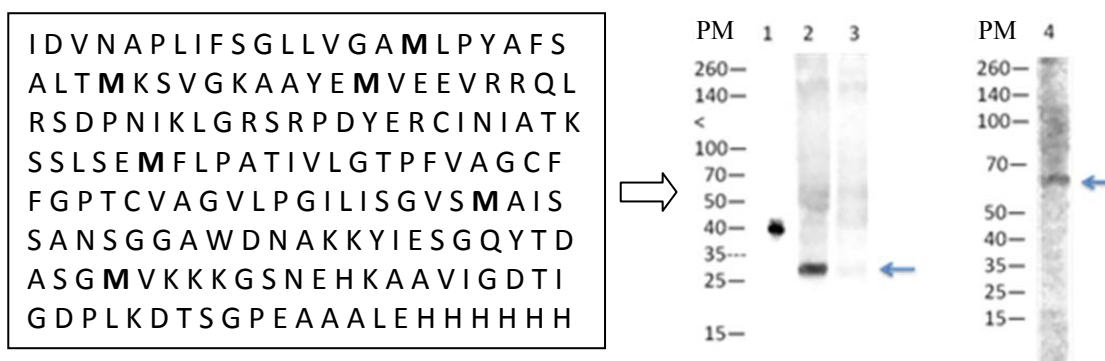 I D V N A P L I F S G L L V G A M L P Y A F S
A L T M K S V G K A A Y E M V E E V R R Q L
R S D P N I K L G R S R P D Y E R C I N I A T K
S S L S E M F L P A T I V L G T P F V A G C F
F G P T C V A G V L P G I L I S G V S M A I S
S A N S G G A W D N A K K Y I E S G Q Y T D
A S G M V K K K G S N E H K A A V I G D T I
G D P L K D T S G P E A A A L E H H H H H H
PM 1 2 3
260—
140—
<
100—
70—
50—
40—
35---
25—
15—
PM 4
260—
140—
100—
70—
50—
40—
35—
25—
15—